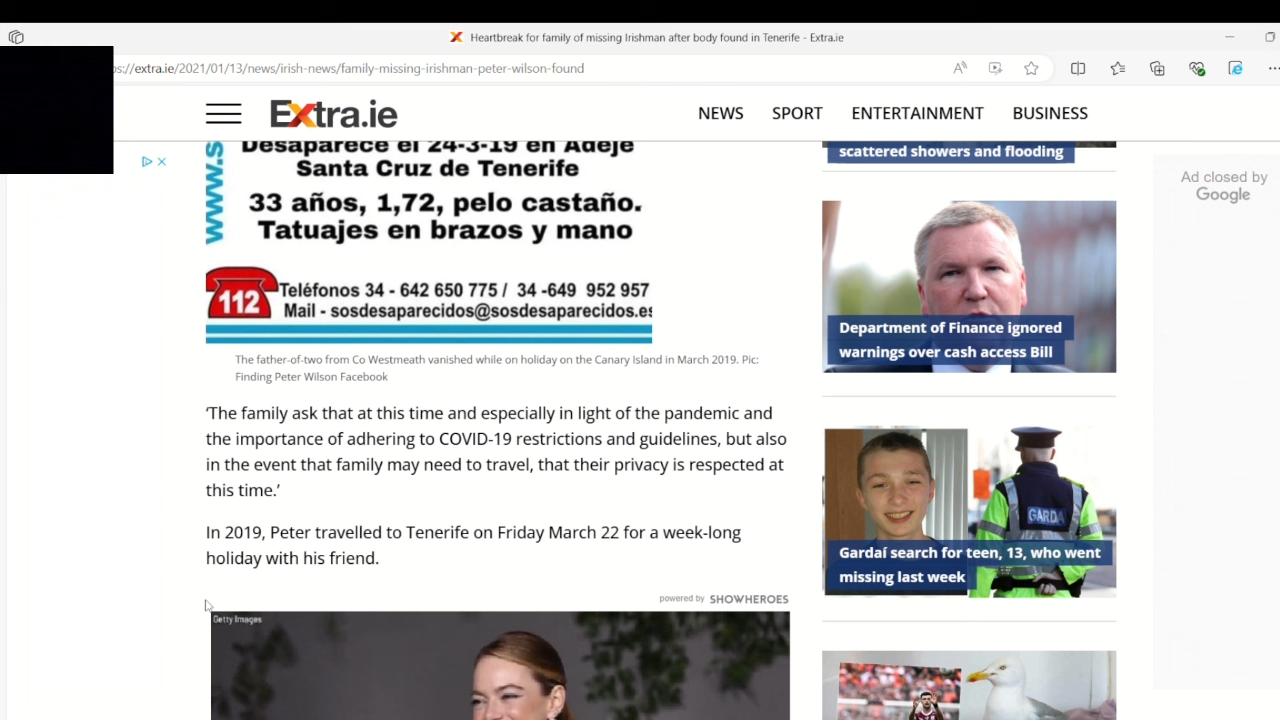 Heartbreak for family of missing Irishman after body found in Tenerife - Extra.ie
ps://extra.ie/2021/01/13/news/irish-news/family-missing-irishman-peter-wilson-found
Extra.ie
NEWS SPORT ENTERTAINMENT BUSINESS
Desaparece el 24-3-19 en Adeje
Santa Cruz de Tenerife
33 años, 1,72, pelo castaño.
Tatuajes en brazos y mano
www.s
112
Teléfonos 34 - 642 650 775 / 34 -649 952 957
Mail - sosdesaparecidos@sosdesaparecidos.es
The father-of-two from Co Westmeath vanished while on holiday on the Canary Island in March 2019. Pic:
Finding Peter Wilson Facebook
‘The family ask that at this time and especially in light of the pandemic and
the importance of adhering to COVID-19 restrictions and guidelines, but also
in the event that family may need to travel, that their privacy is respected at
this time.’
In 2019, Peter travelled to Tenerife on Friday March 22 for a week-long
holiday with his friend.
powered by SHOWHEROES
Getty Images
scattered showers and flooding
Department of Finance ignored
warnings over cash access Bill
GARDA
Gardaí search for teen, 13, who went
missing last week
Ad closed by
Google